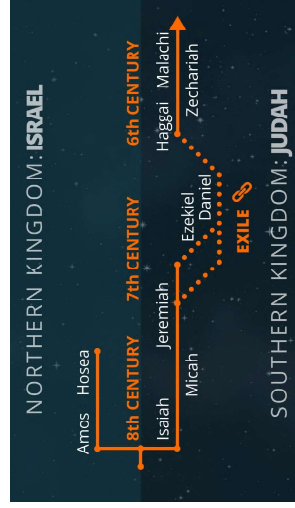 NORTHERN KINGDOM: ISRAEL
Amos Hosea
8th CENTURY 7th CENTURY 6th CENTURY
Isaiah Jeremiah Haggai Malachi
Micah Ezekiel Zechariah
Daniel
EXILE
SOUTHERN KINGDOM: JUDAH